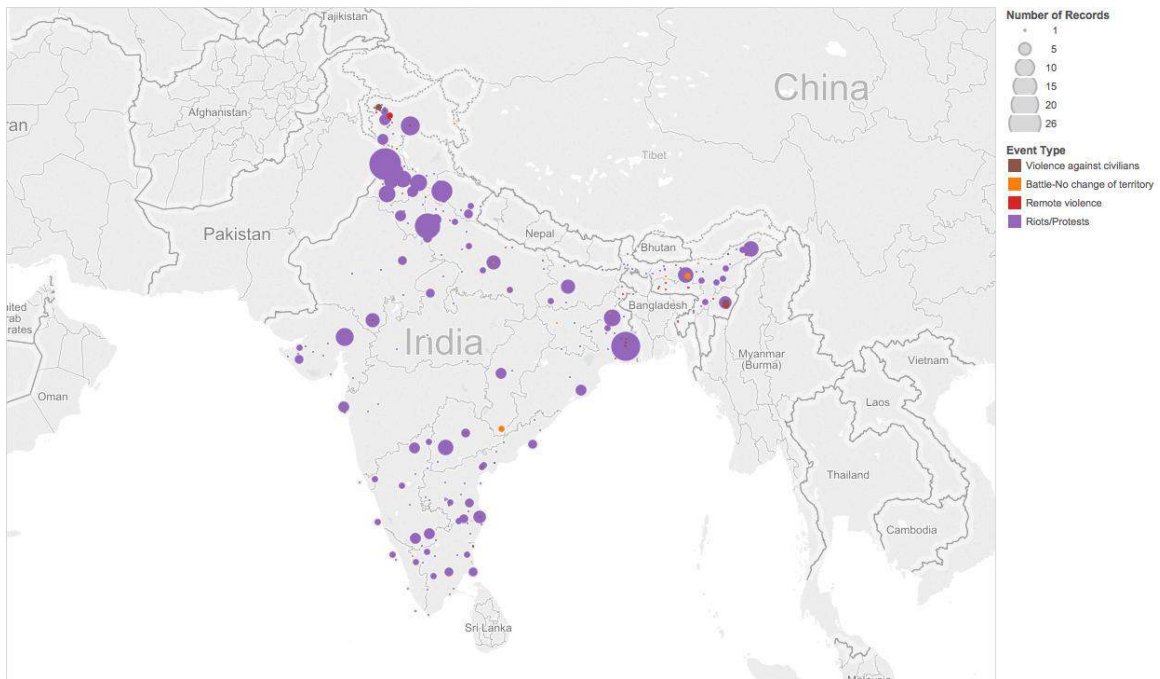 Tajikistan
China
Afghanistan
ran
Tibet
Pakistan
Nepal
Bhutan
nited
rab
rates
Bangladesh
India
Myanmar
(Burma)
Vietnam
Oman
Laos
Thailand
Cambodia
Sri Lanka
Malaysia
Number of Records
1
5
10
15
20
26
Event Type
Violence against civilians
Battle-No change of territory
Remote violence
Riots/Protests